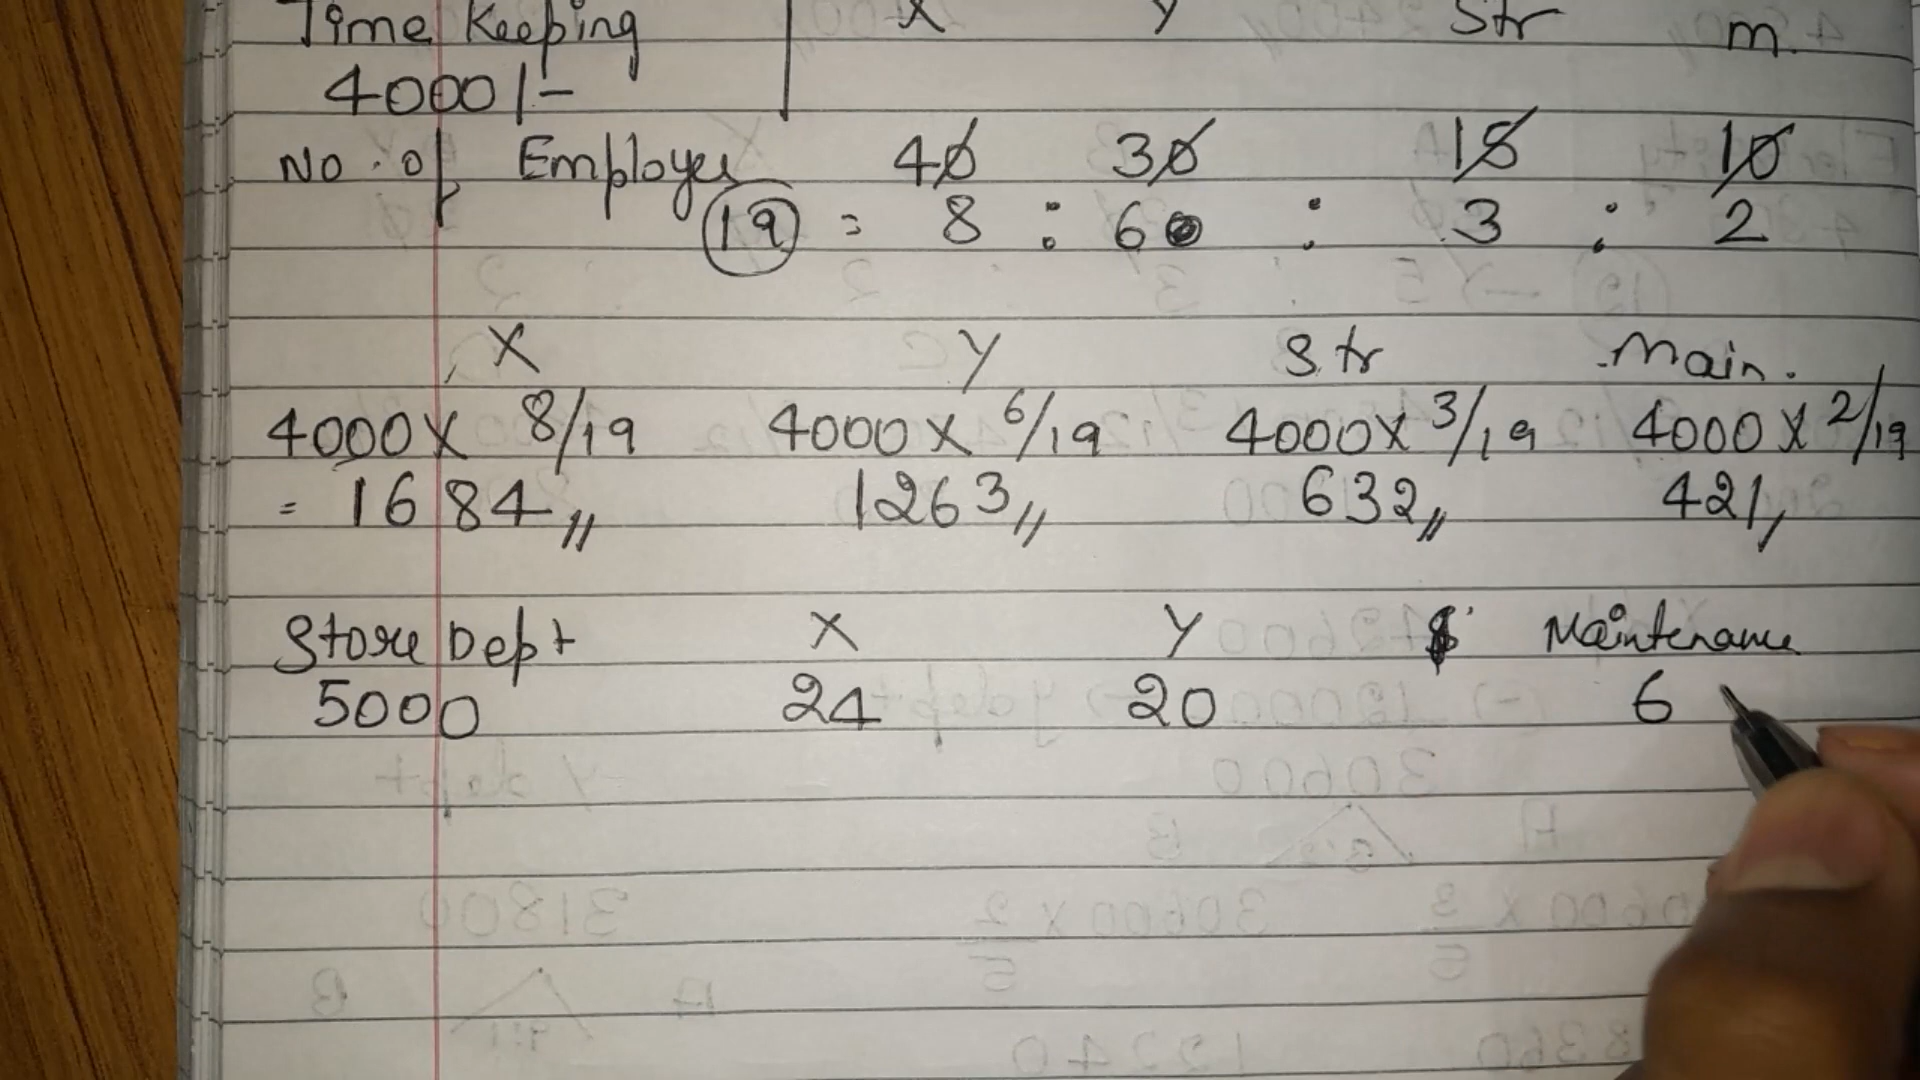 Time Keeping X Y Str m.
4000/-
No. of Employee 40 30 15 10
19 = 8 : 6 : 3 : 2
X Y Str Main.
4000 X 8/19 4000 X 6/19 4000 X 3/19 4000 X 2/19
= 1684,, 1263,, 632,, 421,
Store Dept X Y Maintenance
5000 24 20 6